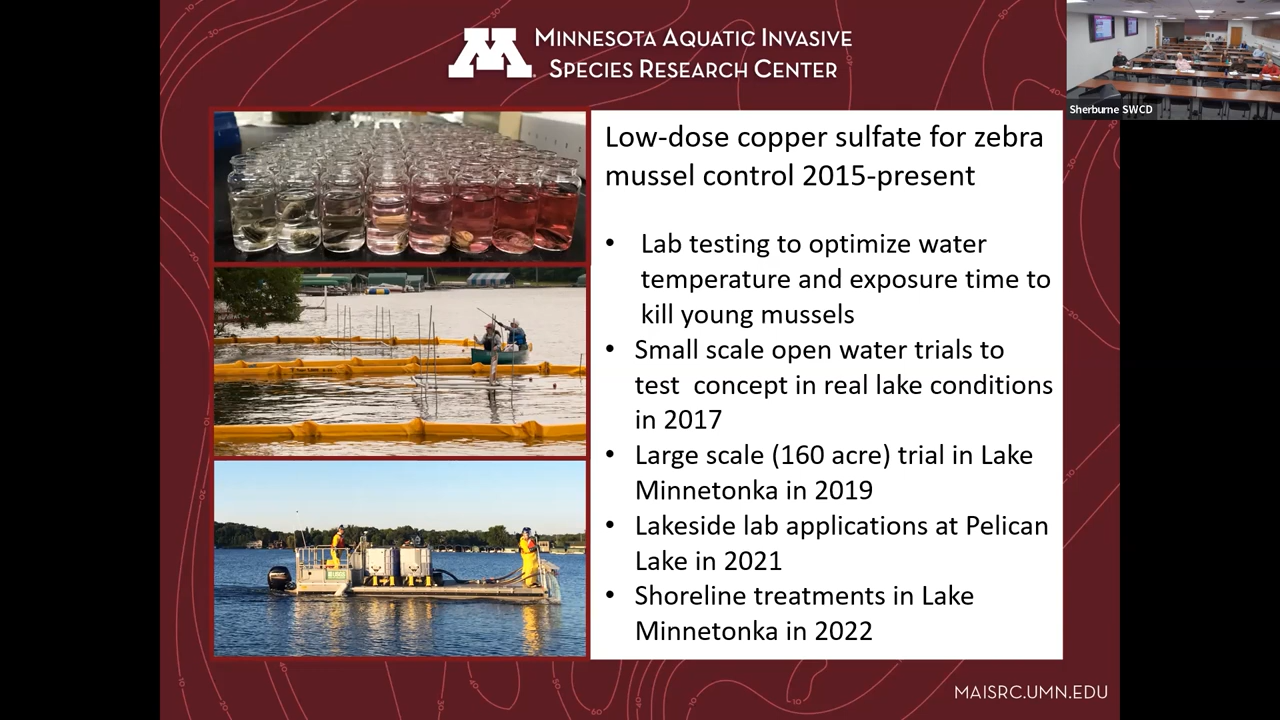 MINNESOTA AQUATIC INVASIVE
SPECIES RESEARCH CENTER
Sherburne SWCD
Low-dose copper sulfate for zebra
mussel control 2015-present
• Lab testing to optimize water
temperature and exposure time to
kill young mussels
• Small scale open water trials to
test concept in real lake conditions
in 2017
• Large scale (160 acre) trial in Lake
Minnetonka in 2019
• Lakeside lab applications at Pelican
Lake in 2021
• Shoreline treatments in Lake
Minnetonka in 2022
MAISRC.UMN.EDU